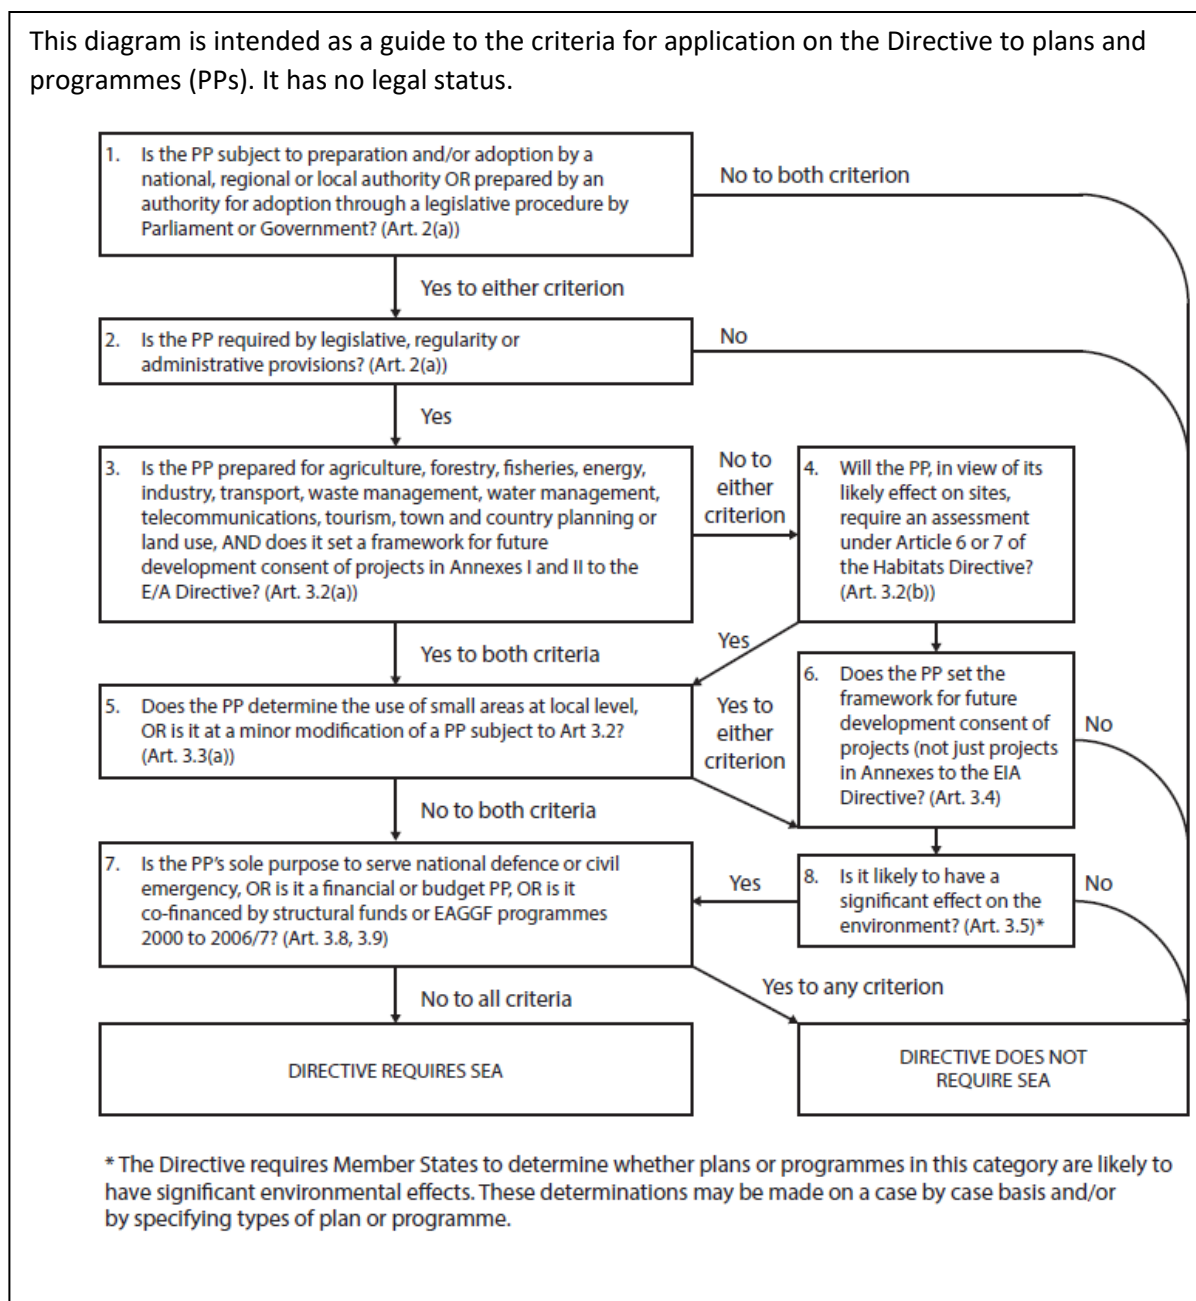 This diagram is intended as a guide to the criteria for application on the Directive to plans and
programmes (PPs). It has no legal status.
1. Is the PP subject to preparation and/or adoption by a
national, regional or local authority OR prepared by an
authority for adoption through a legislative procedure by
Parliament or Government? (Art. 2(a))
No to both criterion
Yes to either criterion
2. Is the PP required by legislative, regularity or
administrative provisions? (Art. 2(a))
No
Yes
3. Is the PP prepared for agriculture, forestry, fisheries, energy,
industry, transport, waste management, water management,
telecommunications, tourism, town and country planning or
land use, AND does it set a framework for future
development consent of projects in Annexes I and II to the
E/A Directive? (Art. 3.2(a))
No to
either
criterion
4. Will the PP, in view of its
likely effect on sites,
require an assessment
under Article 6 or 7 of
the Habitats Directive?
(Art. 3.2(b))
Yes to both criteria
Yes
5. Does the PP determine the use of small areas at local level,
OR is it at a minor modification of a PP subject to Art 3.2?
(Art. 3.3(a))
Yes to
either
criterion
6. Does the PP set the
framework for future
development consent of
projects (not just projects
in Annexes to the EIA
Directive? (Art. 3.4)
No
No to both criteria
7. Is the PP's sole purpose to serve national defence or civil
emergency, OR is it a financial or budget PP, OR is it
co-financed by structural funds or EAGGF programmes
2000 to 2006/7? (Art. 3.8, 3.9)
Yes
8. Is it likely to have a
significant effect on the
environment? (Art. 3.5)*
No
No to all criteria
Yes to any criterion
DIRECTIVE REQUIRES SEA
DIRECTIVE DOES NOT
REQUIRE SEA
* The Directive requires Member States to determine whether plans or programmes in this category are likely to
have significant environmental effects. These determinations may be made on a case by case basis and/or
by specifying types of plan or programme.